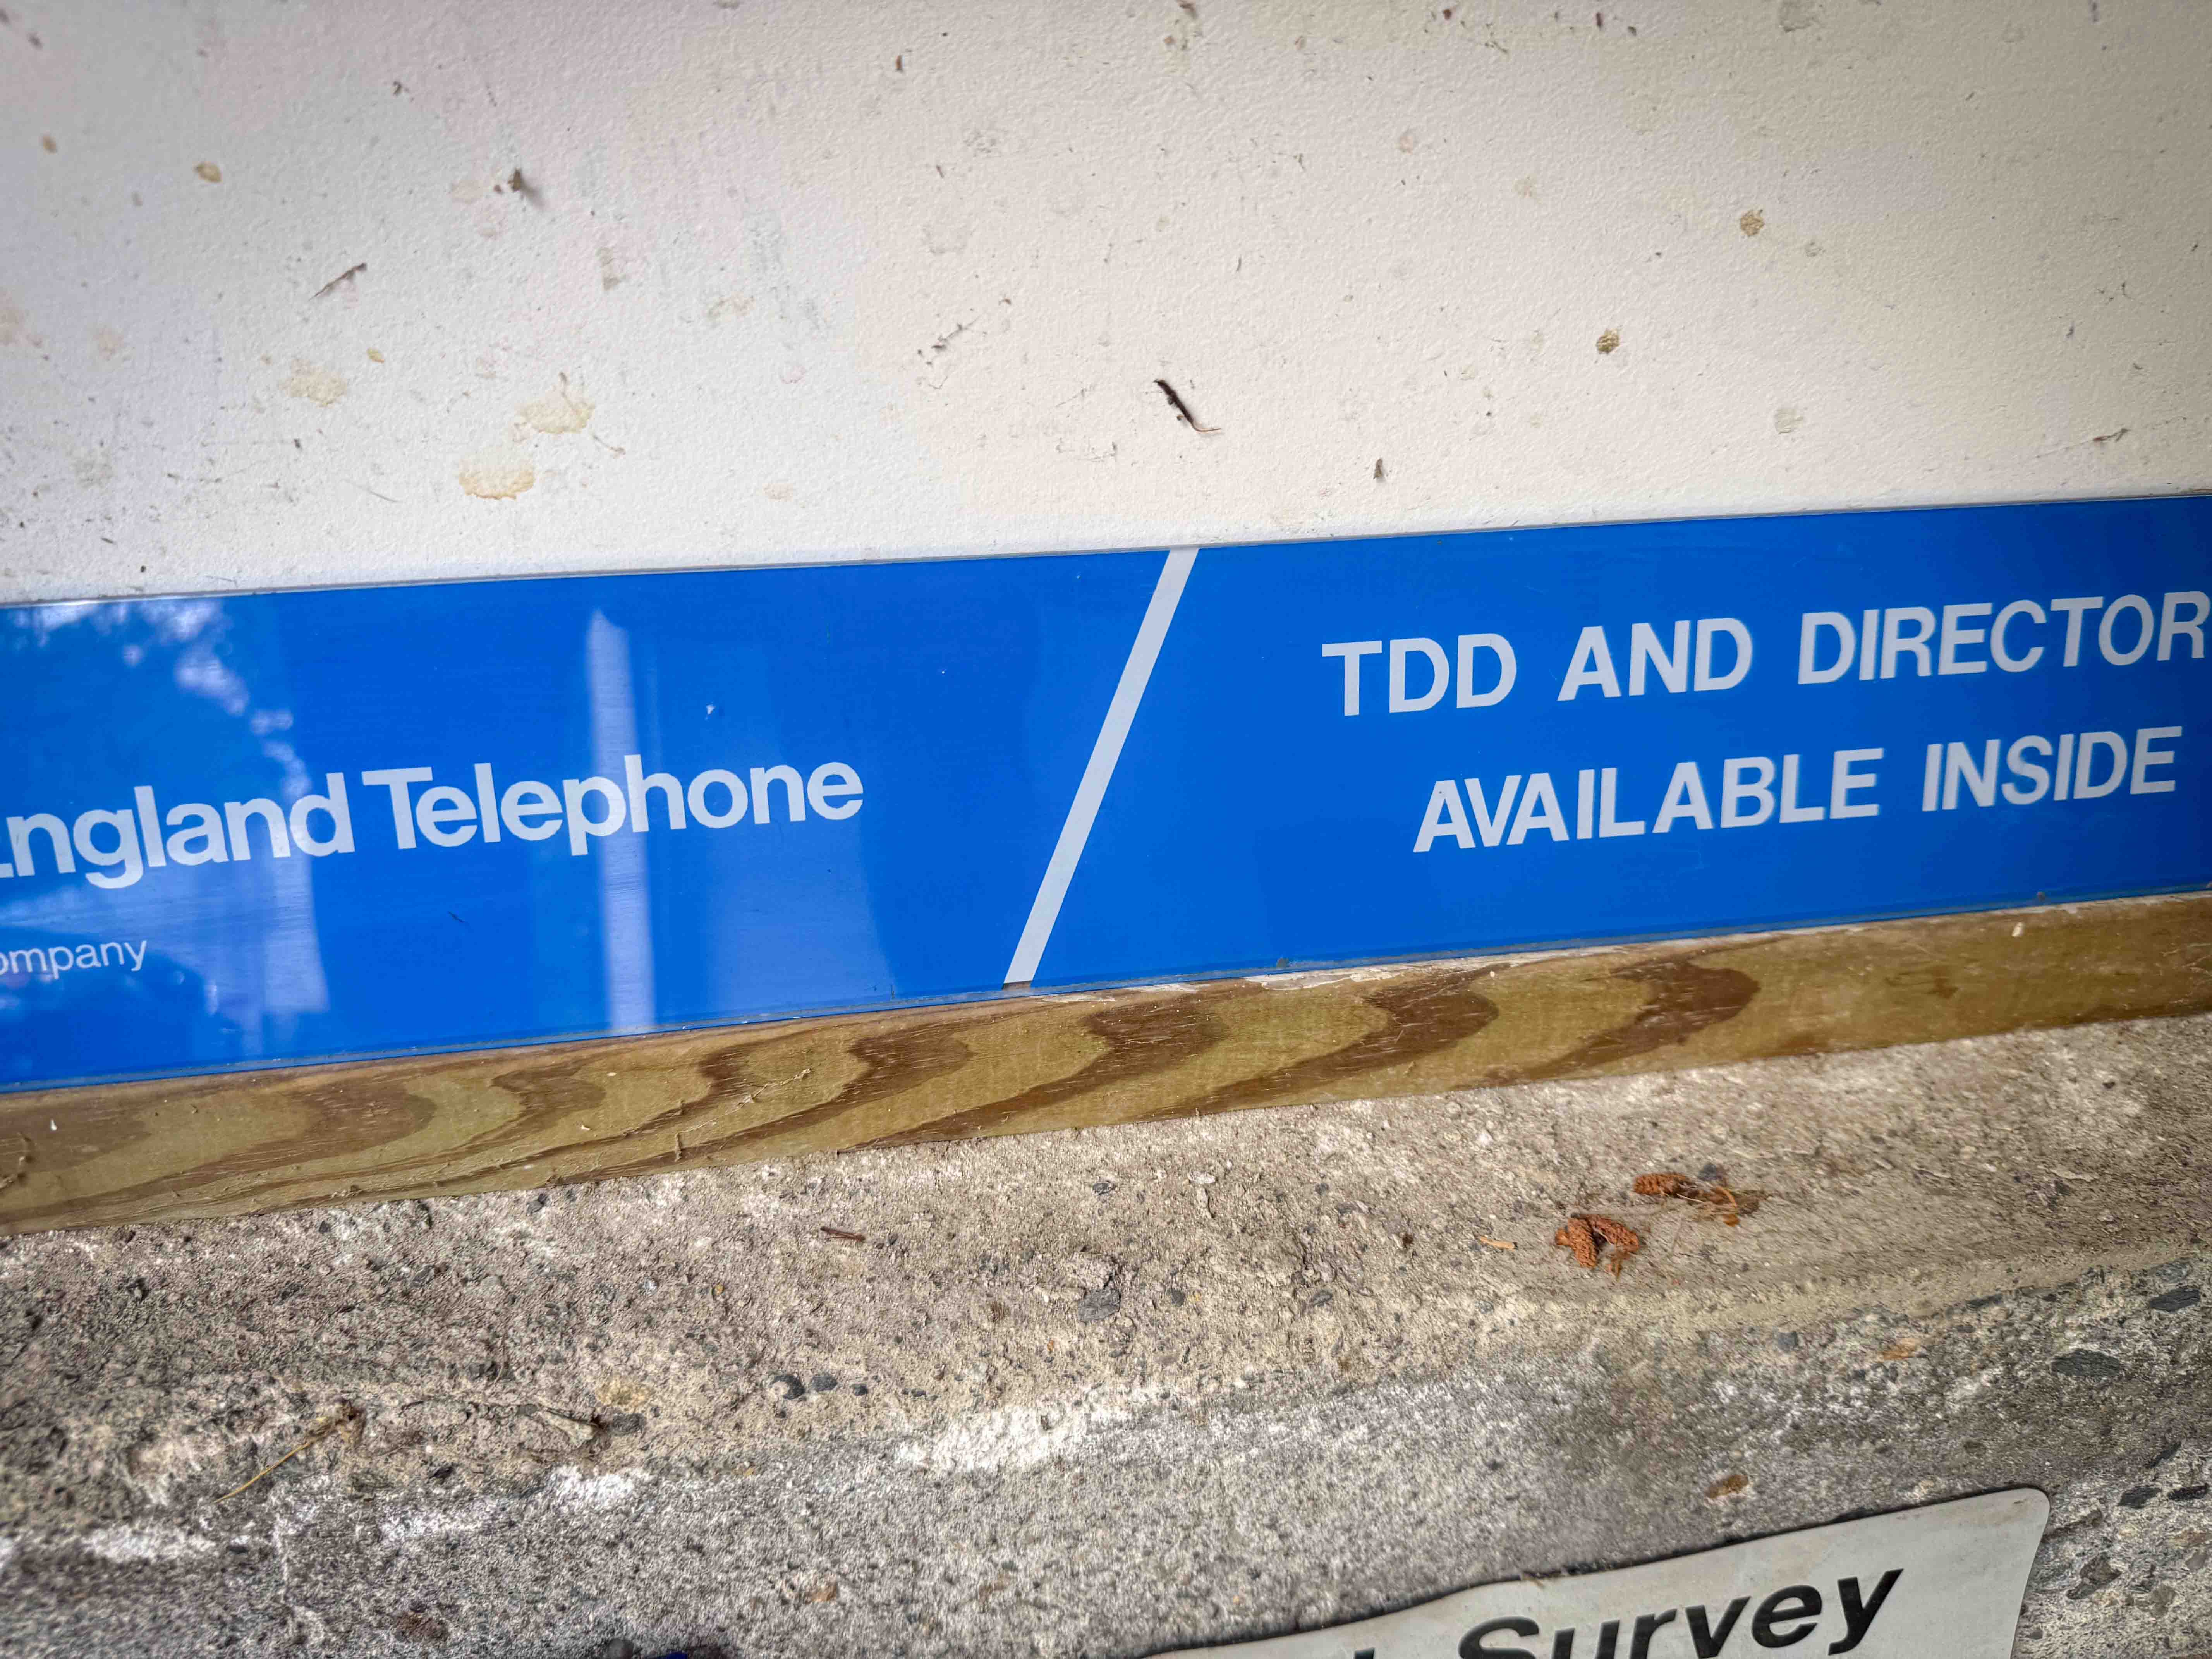 England Telephone
ompany
TDD AND DIRECTOR
AVAILABLE INSIDE
Survey